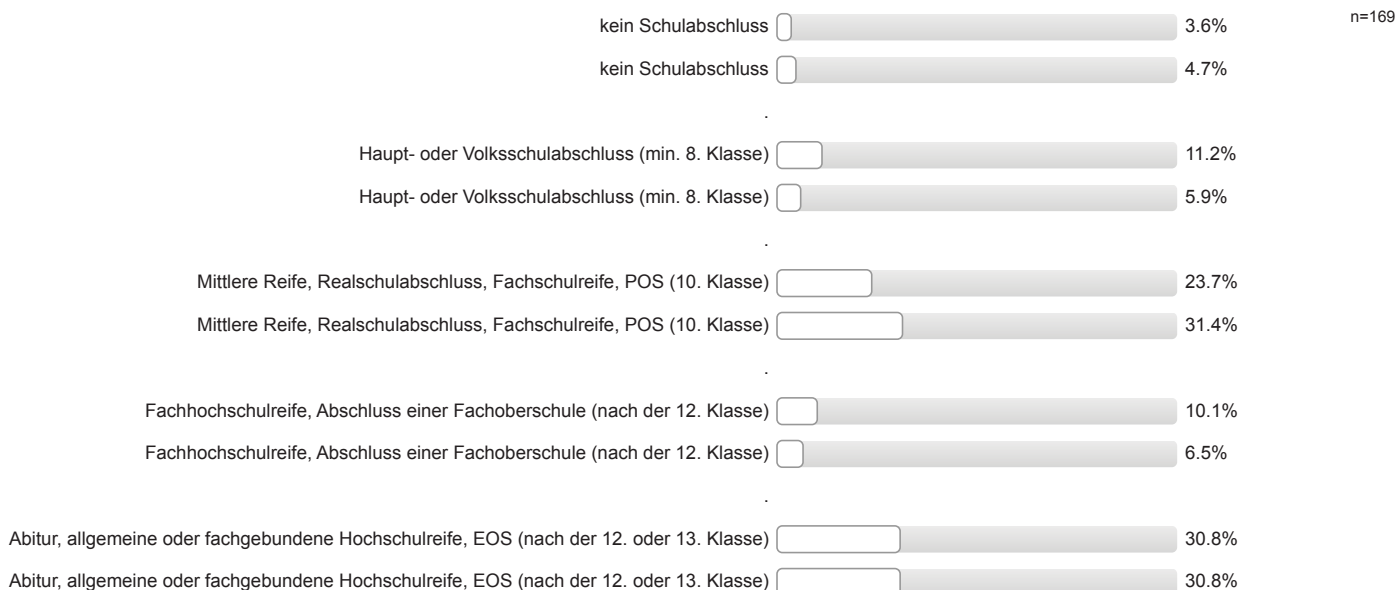 kein Schulabschluss 3.6% n=169
kein Schulabschluss 4.7%
.
Haupt- oder Volksschulabschluss (min. 8. Klasse) 11.2%
Haupt- oder Volksschulabschluss (min. 8. Klasse) 5.9%
.
Mittlere Reife, Realschulabschluss, Fachschulreife, POS (10. Klasse) 23.7%
Mittlere Reife, Realschulabschluss, Fachschulreife, POS (10. Klasse) 31.4%
.
Fachhochschulreife, Abschluss einer Fachoberschule (nach der 12. Klasse) 10.1%
Fachhochschulreife, Abschluss einer Fachoberschule (nach der 12. Klasse) 6.5%
.
Abitur, allgemeine oder fachgebundene Hochschulreife, EOS (nach der 12. oder 13. Klasse) 30.8%
Abitur, allgemeine oder fachgebundene Hochschulreife, EOS (nach der 12. oder 13. Klasse) 30.8%